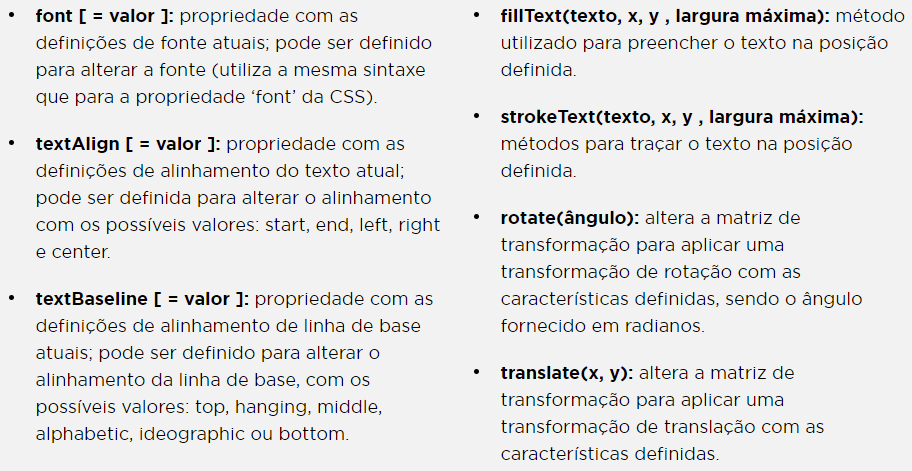 • font [ = valor ]: propriedade com as
definições de fonte atuais; pode ser definido
para alterar a fonte (utiliza a mesma sintaxe
que para a propriedade ‘font’ da CSS).
• textAlign [ = valor ]: propriedade com as
definições de alinhamento do texto atual;
pode ser definida para alterar o alinhamento
com os possíveis valores: start, end, left, right
e center.
• textBaseline [ = valor ]: propriedade com as
definições de alinhamento de linha de base
atuais; pode ser definido para alterar o
alinhamento da linha de base, com os
possíveis valores: top, hanging, middle,
alphabetic, ideographic ou bottom.
• fillText(texto, x, y , largura máxima): método
utilizado para preencher o texto na posição
definida.
• strokeText(texto, x, y , largura máxima):
métodos para traçar o texto na posição
definida.
• rotate(ângulo): altera a matriz de
transformação para aplicar uma
transformação de rotação com as
características definidas, sendo o ângulo
fornecido em radianos.
• translate(x, y): altera a matriz de
transformação para aplicar uma
transformação de translação com as
características definidas.